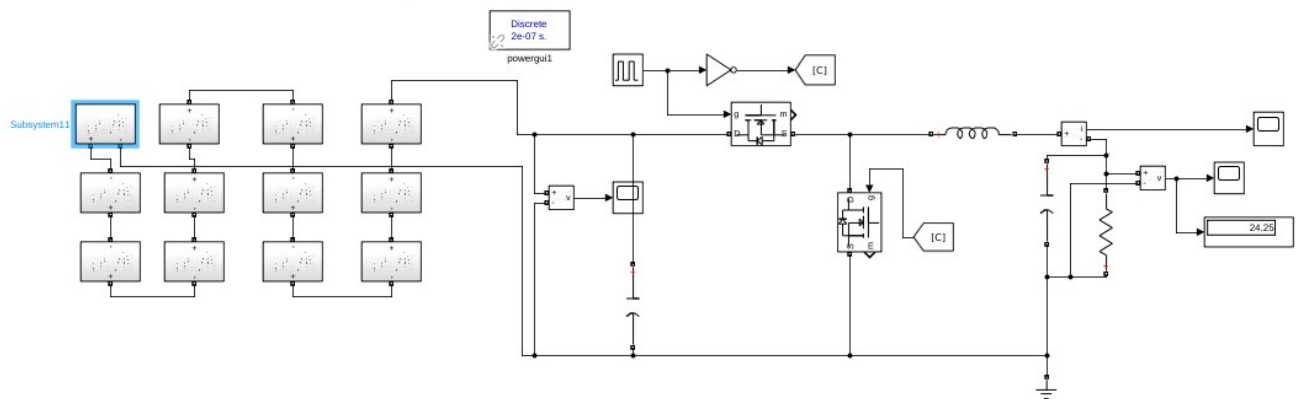 Discrete
2e-07 s.
powergui1
[C]
Subsystem11
g
m
D
S
i
+
-
+
-
v
+
-
v
D
g
S
m
[C]
24.25